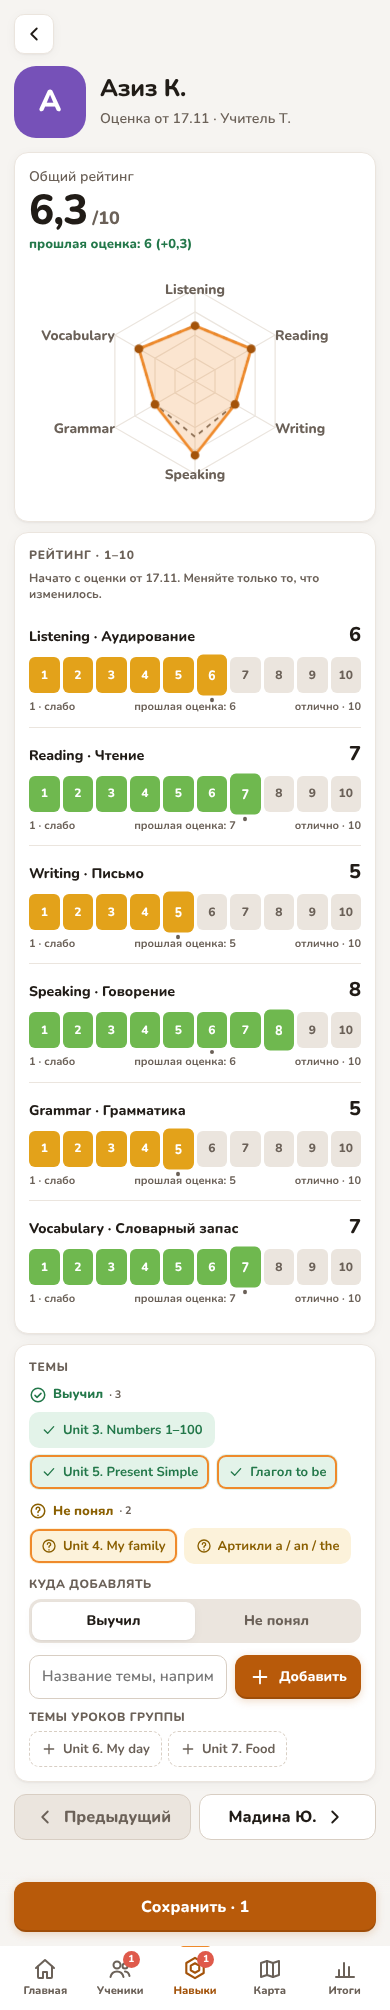 А
Азиз К.
Оценка от 17.11 · Учитель Т.
Общий рейтинг
6,3 /10
прошлая оценка: 6 (+0,3)
Listening
Vocabulary
Reading
Grammar
Writing
Speaking
РЕЙТИНГ · 1–10
Начато с оценки от 17.11. Меняйте только то, что
изменилось.
Listening · Аудирование 6
1 2 3 4 5 6 7 8 9 10
1 · слабо прошлая оценка: 6 отлично · 10
Reading · Чтение 7
1 2 3 4 5 6 7 8 9 10
1 · слабо прошлая оценка: 7 отлично · 10
Writing · Письмо 5
1 2 3 4 5 6 7 8 9 10
1 · слабо прошлая оценка: 5 отлично · 10
Speaking · Говорение 8
1 2 3 4 5 6 7 8 9 10
1 · слабо прошлая оценка: 6 отлично · 10
Grammar · Грамматика 5
1 2 3 4 5 6 7 8 9 10
1 · слабо прошлая оценка: 5 отлично · 10
Vocabulary · Словарный запас 7
1 2 3 4 5 6 7 8 9 10
1 · слабо прошлая оценка: 7 отлично · 10
ТЕМЫ
Выучил · 3
Unit 3. Numbers 1–100
Unit 5. Present Simple Глагол to be
Не понял · 2
Unit 4. My family Артикли a / an / the
КУДА ДОБАВЛЯТЬ
Выучил Не понял
Название темы, наприм Добавить
ТЕМЫ УРОКОВ ГРУППЫ
Unit 6. My day Unit 7. Food
Предыдущий Мадина Ю.
Сохранить · 1
1 1
Главная Ученики Навыки Карта Итоги